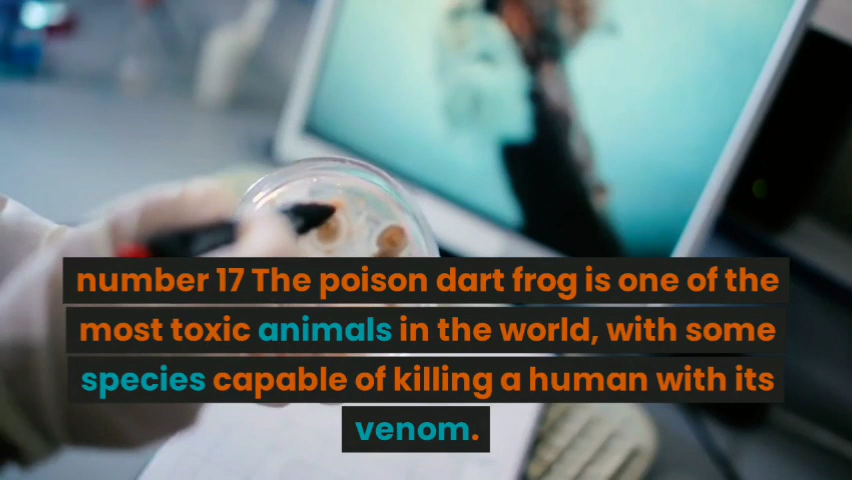 number 17 The poison dart frog is one of the
most toxic animals in the world, with some
species capable of killing a human with its
venom.